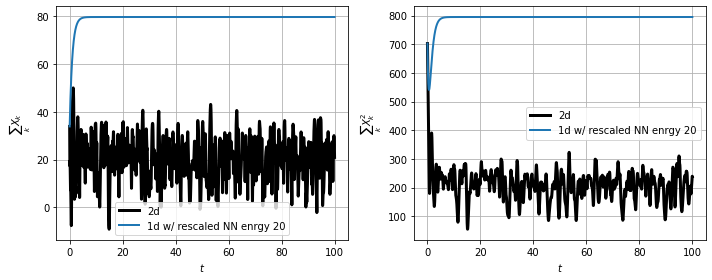 80
60
40
20
0
∑ X_k
k
0 20 40 60 80 100
t
2d
1d w/ rescaled NN enrgy 20
800
700
600
500
400
300
200
100
∑ X_k^2
k
0 20 40 60 80 100
t
2d
1d w/ rescaled NN enrgy 20